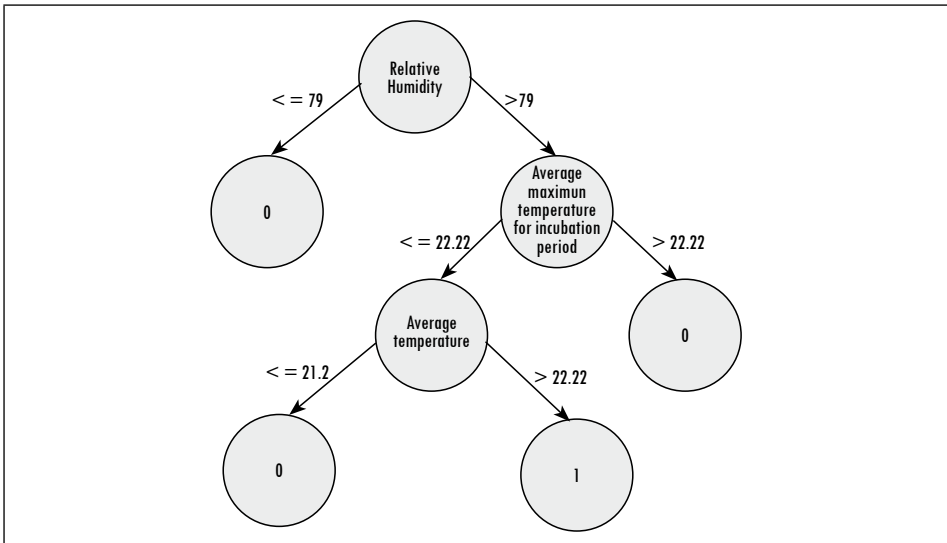 Relative
Humidity
< = 79
>79
0
Average
maximun
temperature
for incubation
period
< = 22.22
> 22.22
Average
temperature
0
< = 21.2
> 22.22
0
1